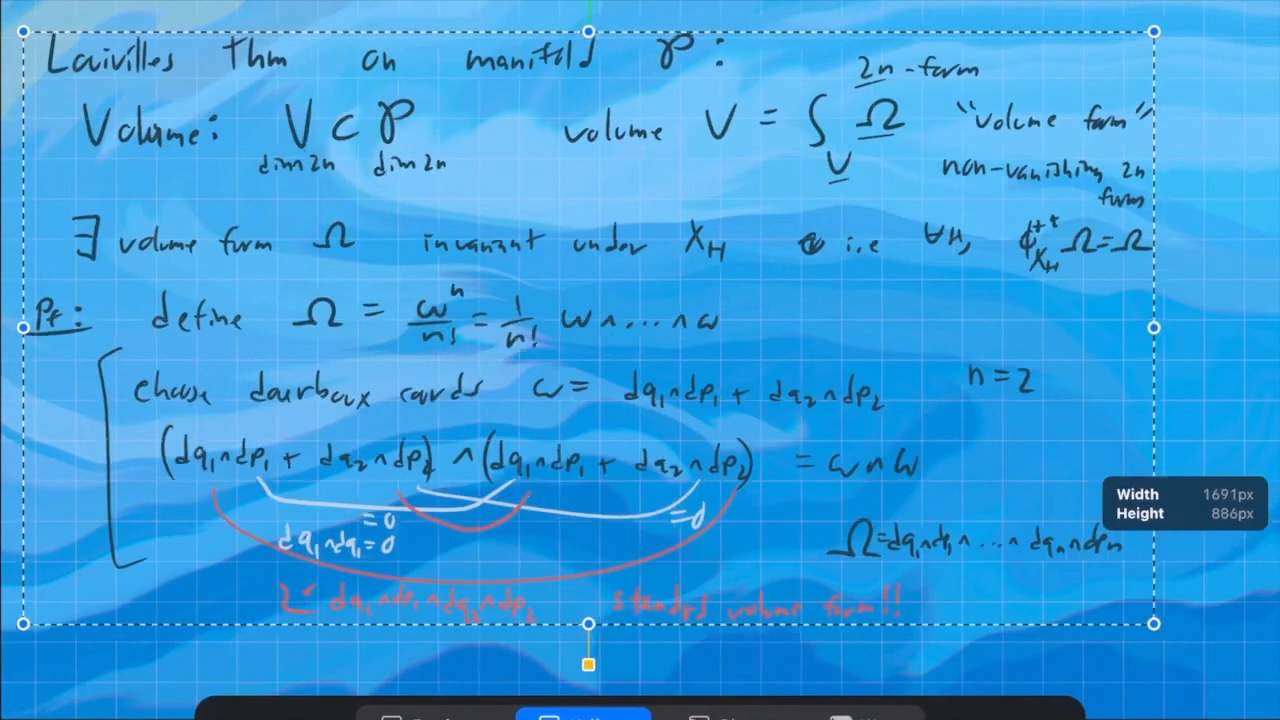 Laivilles Thm on manifold P:
2n-form
Volume: V ⊂ P volume V = ∫_V Ω "volume form"
dim 2n dim 2n
non-vanishing 2n
form
∃ volume form Ω invariant under X_H i.e ∀H, ϕ^{t*}_{X_H} Ω = Ω
Pf: define Ω = ω^n/n! = 1/n! ω ∧ ... ∧ ω
choose darboux coords ω = dq₁∧dp₁ + dq₂∧dp₂ n = 2
(dq₁∧dp₁ + dq₂∧dp₂) ∧ (dq₁∧dp₁ + dq₂∧dp₂) = ω∧ω
= 0 = 0
dq₁∧dq₁ = 0
Ω = dq₁∧dp₁ ∧ ... ∧ dqₙ∧dpₙ
2· dq₁∧dp₁∧dq₂∧dp₂ standard volume form!!
Width 1691px
Height 886px